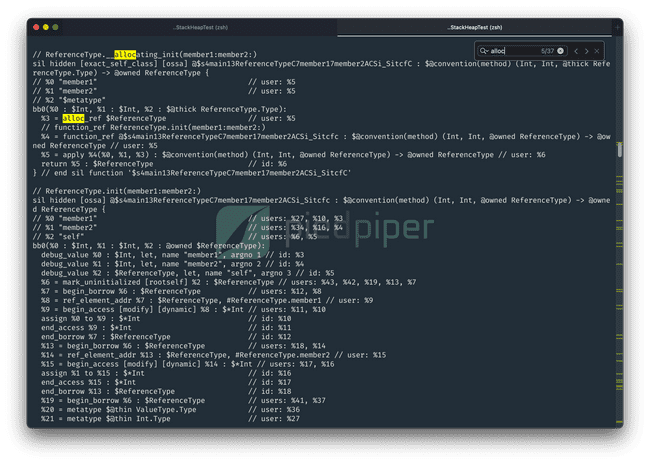 ..StackHeapTest (zsh)
..StackHeapTest (zsh)
alloc
5/37
// ReferenceType.__allocating_init(member1:member2:)
sil hidden [exact_self_class] [ossa] @$s4main13ReferenceTypeC7member17member2ACSi_SitcfC : $@convention(method) (Int, Int, @thick Refe
renceType.Type) -> @owned ReferenceType {
// %0 "member1" // user: %5
// %1 "member2" // user: %5
// %2 "$metatype"
bb0(%0 : $Int, %1 : $Int, %2 : $@thick ReferenceType.Type):
%3 = alloc_ref $ReferenceType // user: %5
// function_ref ReferenceType.init(member1:member2:)
%4 = function_ref @$s4main13ReferenceTypeC7member17member2ACSi_Sitcfc : $@convention(method) (Int, Int, @owned ReferenceType) -> @ow
ned ReferenceType // user: %5
%5 = apply %4(%0, %1, %3) : $@convention(method) (Int, Int, @owned ReferenceType) -> @owned ReferenceType // user: %6
return %5 : $ReferenceType // id: %6
} // end sil function '$s4main13ReferenceTypeC7member17member2ACSi_SitcfC'
// ReferenceType.init(member1:member2:)
sil hidden [ossa] @$s4main13ReferenceTypeC7member17member2ACSi_Sitcfc : $@convention(method) (Int, Int, @owned ReferenceType) -> @owne
d ReferenceType {
// %0 "member1" // users: %27, %10, %3
// %1 "member2" // users: %34, %16, %4
// %2 "self" // users: %6, %5
bb0(%0 : $Int, %1 : $Int, %2 : @owned $ReferenceType):
debug_value %0 : $Int, let, name "member1", argno 1 // id: %3
debug_value %1 : $Int, let, name "member2", argno 2 // id: %4
debug_value %2 : $ReferenceType, let, name "self", argno 3 // id: %5
%6 = mark_uninitialized [rootself] %2 : $ReferenceType // users: %43, %42, %19, %13, %7
%7 = begin_borrow %6 : $ReferenceType // users: %12, %8
%8 = ref_element_addr %7 : $ReferenceType, #ReferenceType.member1 // user: %9
%9 = begin_access [modify] [dynamic] %8 : $*Int // users: %11, %10
assign %0 to %9 : $*Int // id: %10
end_access %9 : $*Int // id: %11
end_borrow %7 : $ReferenceType // id: %12
%13 = begin_borrow %6 : $ReferenceType // users: %18, %14
%14 = ref_element_addr %13 : $ReferenceType, #ReferenceType.member2 // user: %15
%15 = begin_access [modify] [dynamic] %14 : $*Int // users: %17, %16
assign %1 to %15 : $*Int // id: %16
end_access %15 : $*Int // id: %17
end_borrow %13 : $ReferenceType // id: %18
%19 = begin_borrow %6 : $ReferenceType // users: %41, %37
%20 = metatype $@thin ValueType.Type // user: %36
%21 = metatype $@thin Int.Type // user: %27
piedpiper